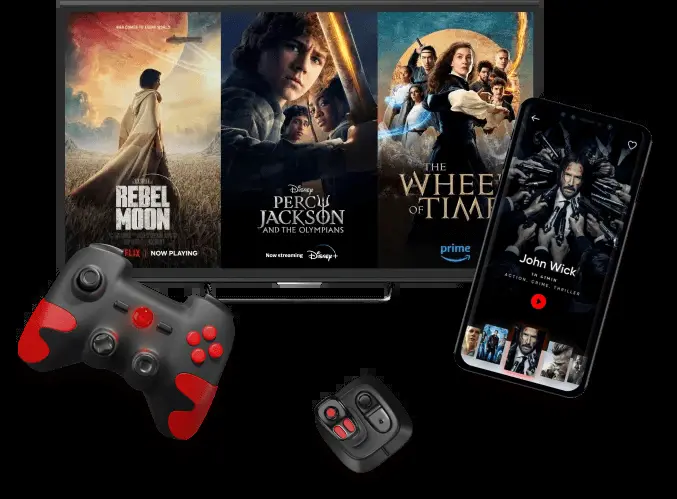 REBEL
MOON
NETFLIX | NOW PLAYING
Disney
PERCY
JACKSON
AND THE OLYMPIANS
Now streaming Disney+
THE
WHEEL
OF TIME
prime
John Wick
ACTION, CRIME, THRILLER